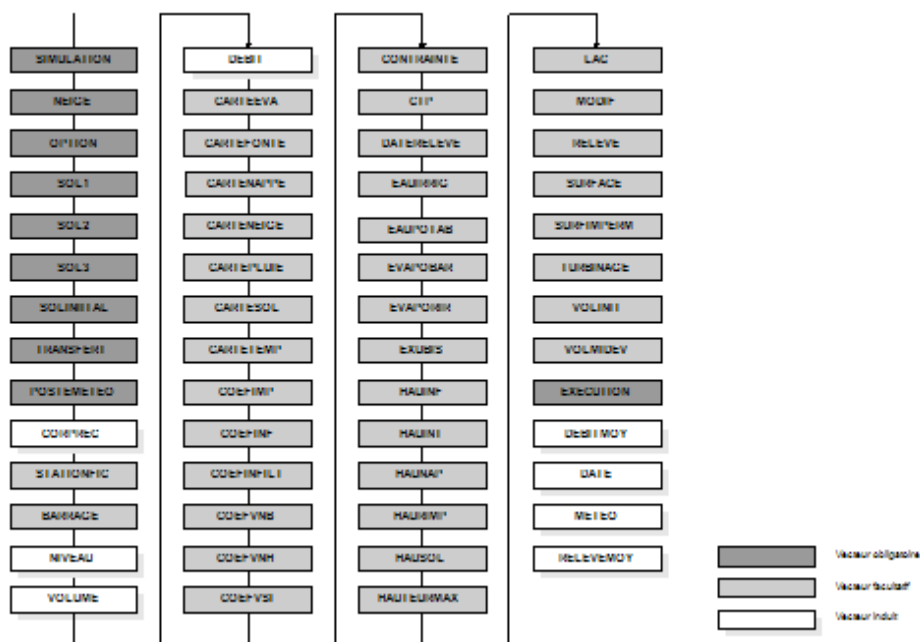 SIMULATION
NEIGE
OPTION
SOL1
SOL2
SOL3
SOLINITIAL
TRANSFERT
POSTEMETEO
CORPREC
STATIONFIC
BARRAGE
NIVEAU
VOLUME
DEBIT
CARTEEVA
CARTEFONTE
CARTENAPPE
CARTENEIGE
CARTEPLUIE
CARTESOL
CARTETEMP
COEFIMP
COEFINF
COEFINFILT
COEFVNB
COEFVNH
COEFVSI
CONTRAINTE
CTP
DATERELEVE
EAUIRRIG
EAUPOTAB
EVAPOBAR
EVAPORIR
EXUBIS
HAUINF
HAUINT
HAUNAP
HAURIMP
HAUSOL
HAUTEURMAX
LAC
MODIF
RELEVE
SURFACE
SURFIMPERM
TURBINAGE
VOLINIT
VOLMIDEV
EXECUTION
DEBITMOY
DATE
METEO
RELEVEMOY
Vecteur obligatoire
Vecteur facultatif
Vecteur induit